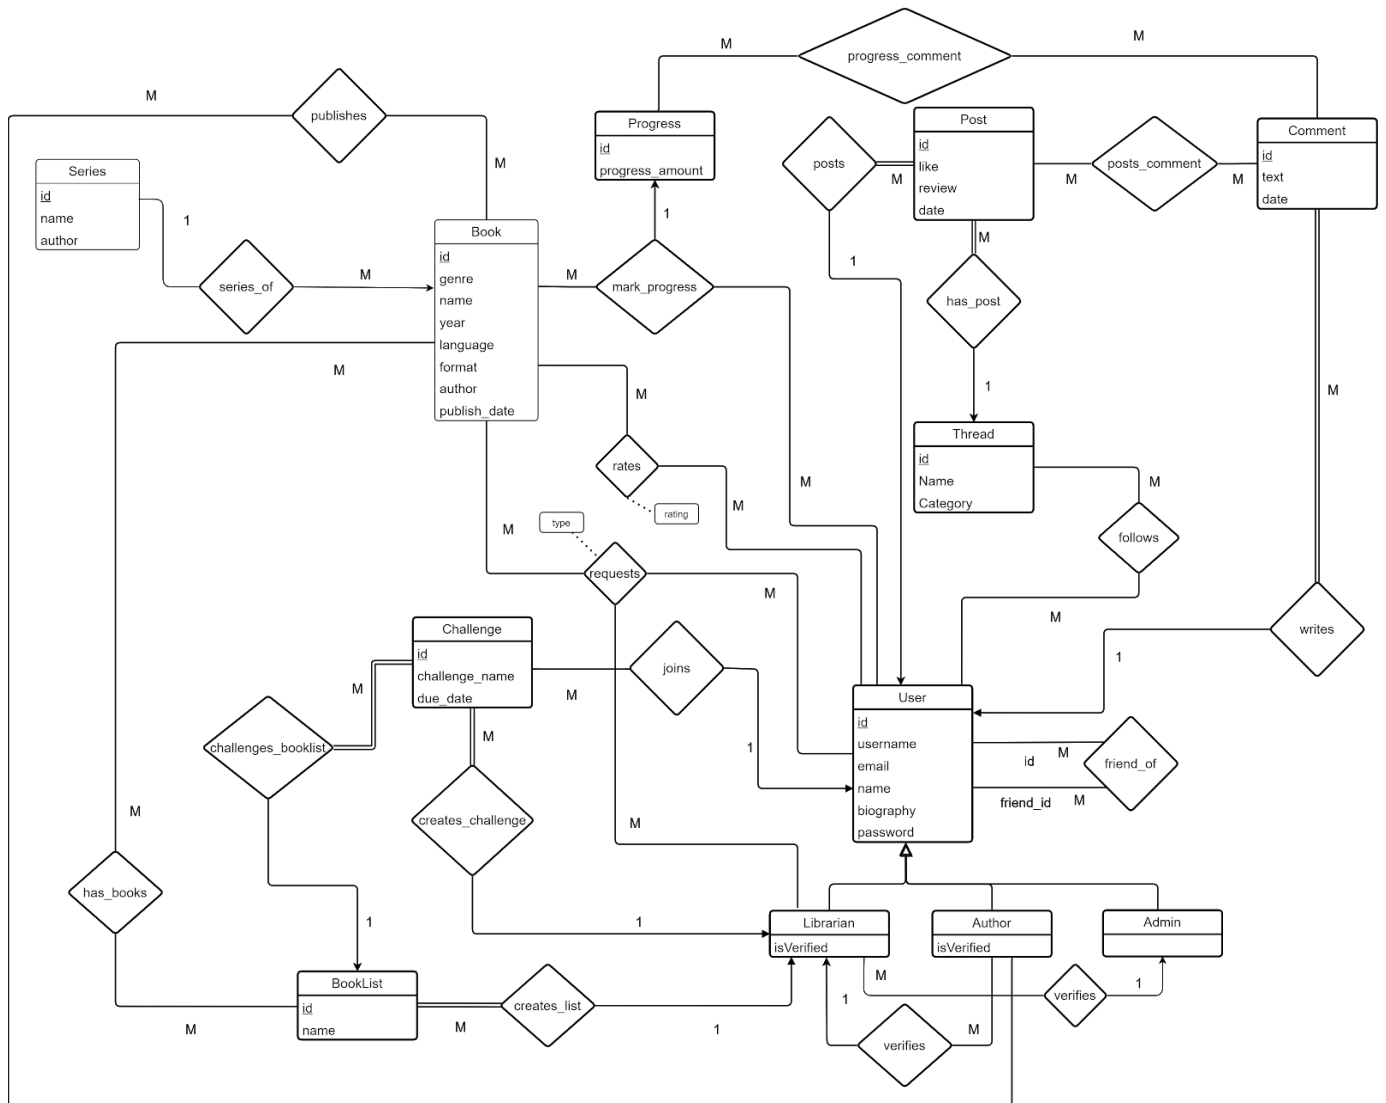 M
progress_comment
M
publishes
M
M
Progress
id
progress_amount
posts
M
Post
id
like
review
date
M
posts_comment
M
Comment
id
text
date
Series
id
name
author
1
series_of
M
Book
id
genre
name
year
language
format
author
publish_date
M
mark_progress
1
1
M
has_post
1
M
M
M
rates
rating
M
M
Thread
id
Name
Category
M
follows
M
type
M
requests
M
writes
1
Challenge
id
challenge_name
due_date
M
joins
1
M
challenges_booklist
M
creates_challenge
1
User
id
username
email
name
biography
password
M
id
friend_of
friend_id
M
M
M
has_books
M
1
BookList
id
name
M
creates_list
1
Librarian
isVerified
Author
isVerified
Admin
M
verifies
1
1
verifies
M